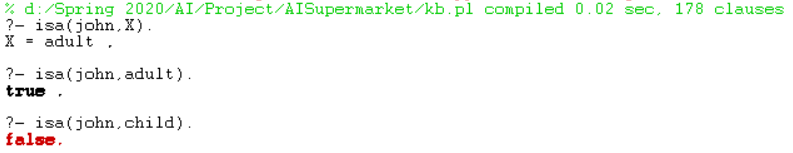 % d:/Spring 2020/AI/Project/AISupermarket/kb.pl compiled 0.02 sec, 178 clauses
?- isa(john,X).
X = adult .
?- isa(john,adult).
true .
?- isa(john,child).
false.